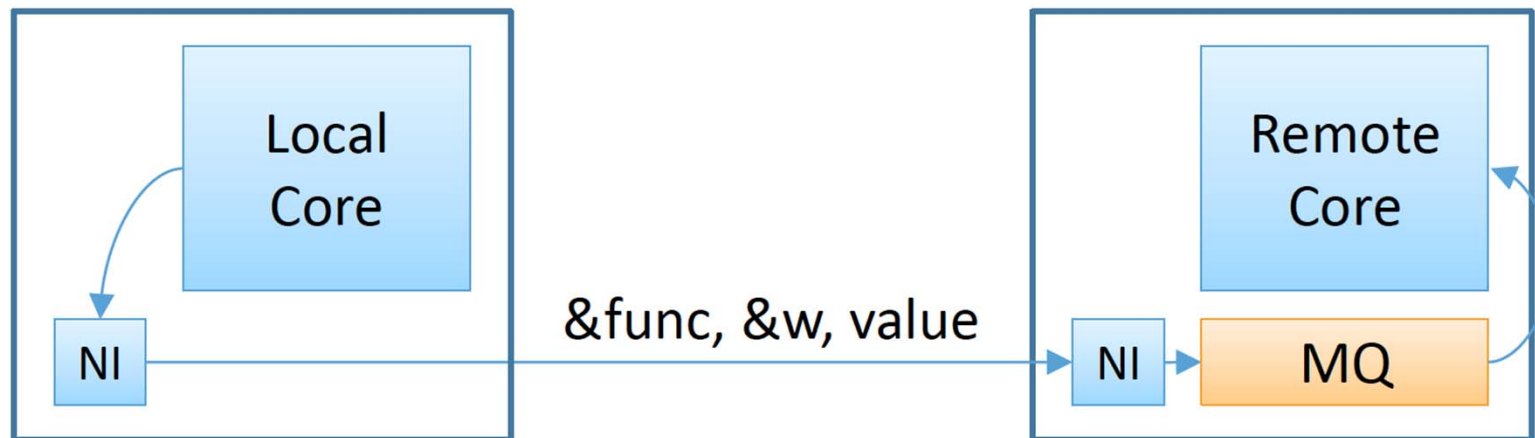 Local
Core
Remote
Core
&func, &w, value
NI
NI
MQ